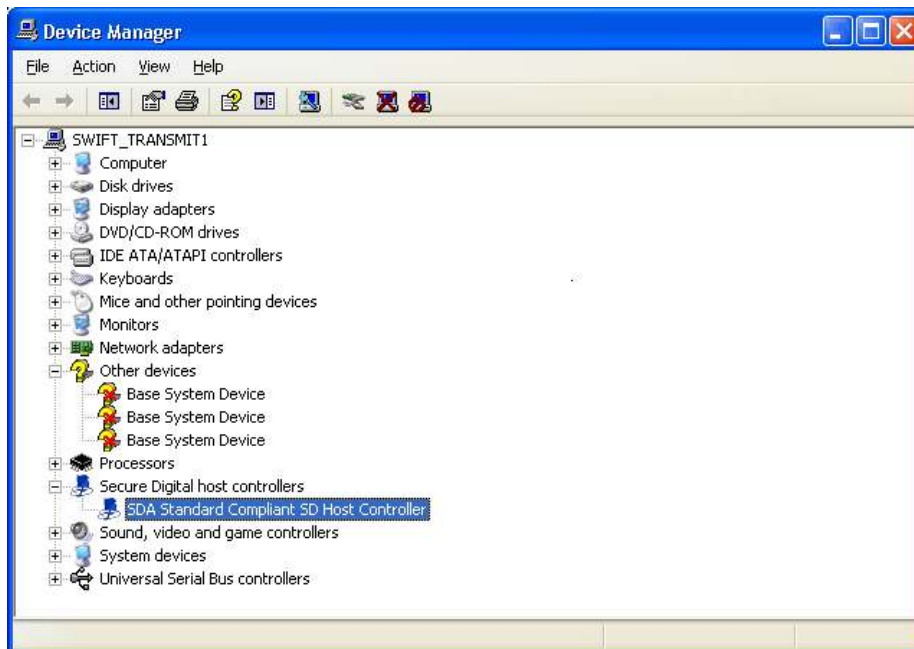 Device Manager
File Action View Help
SWIFT_TRANSMIT1
Computer
Disk drives
Display adapters
DVD/CD-ROM drives
IDE ATA/ATAPI controllers
Keyboards
Mice and other pointing devices
Monitors
Network adapters
Other devices
Base System Device
Base System Device
Base System Device
Processors
Secure Digital host controllers
SDA Standard Compliant SD Host Controller
Sound, video and game controllers
System devices
Universal Serial Bus controllers